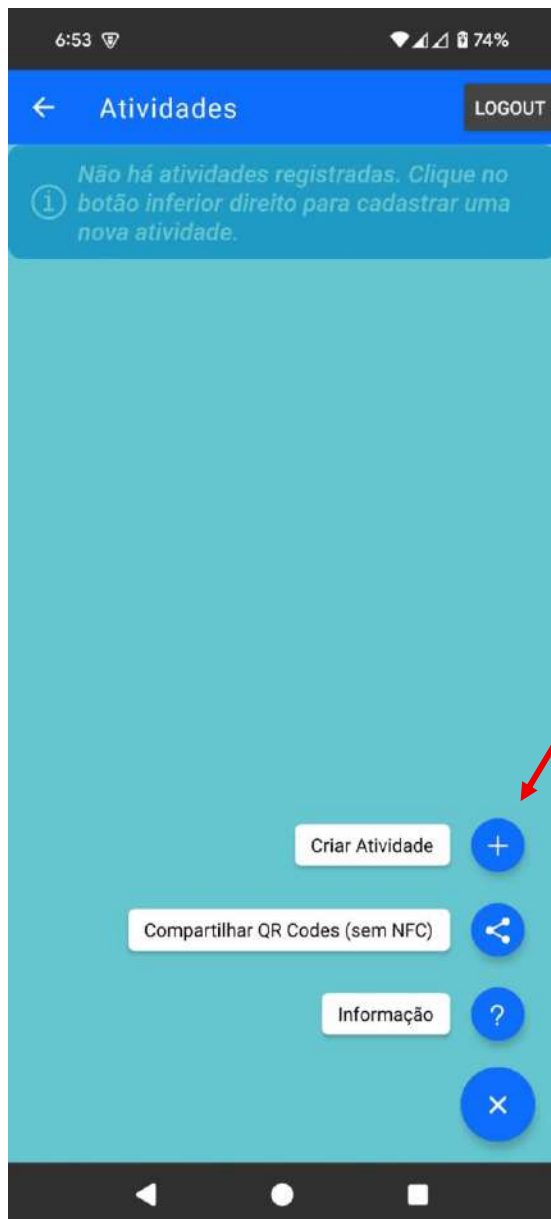 6:53
74%
Atividades
LOGOUT
Não há atividades registradas. Clique no
botão inferior direito para cadastrar uma
nova atividade.
Criar Atividade
Compartilhar QR Codes (sem NFC)
Informação